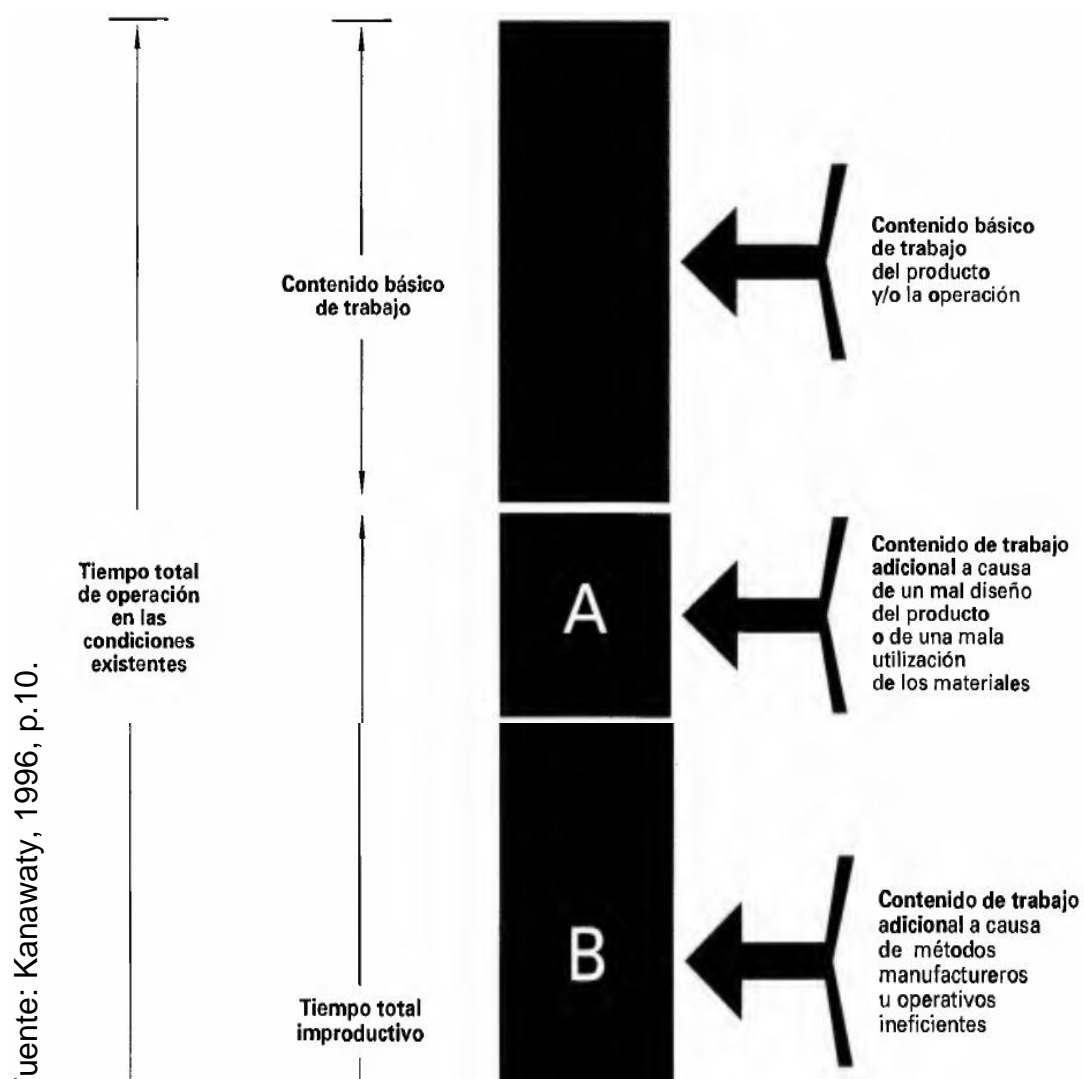 Contenido básico
de trabajo
Contenido básico
de trabajo
del producto
y/o la operación
Tiempo total
de operación
en las
condiciones
existentes
A
Contenido de trabajo
adicional a causa
de un mal diseño
del producto
o de una mala
utilización
de los materiales
Tiempo total
improductivo
B
Contenido de trabajo
adicional a causa
de métodos
manufactureros
u operativos
ineficientes
uente: Kanawaty, 1996, p.10.